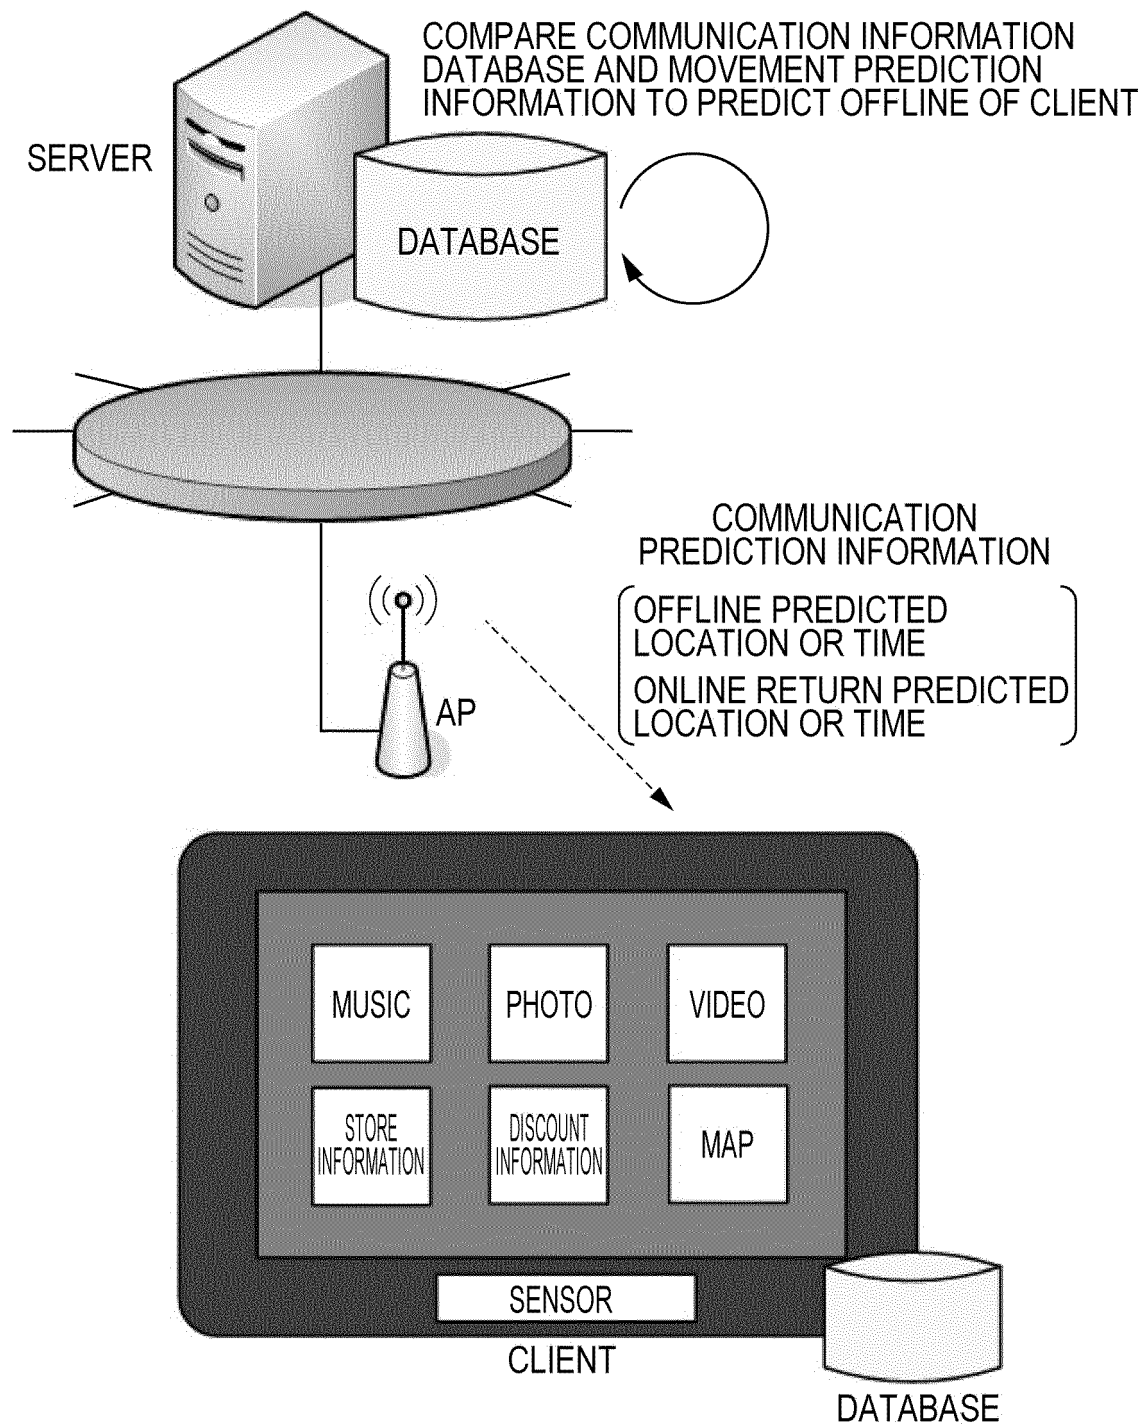 COMPARE COMMUNICATION INFORMATION
DATABASE AND MOVEMENT PREDICTION
INFORMATION TO PREDICT OFFLINE OF CLIENT
SERVER
DATABASE
COMMUNICATION
PREDICTION INFORMATION
OFFLINE PREDICTED
LOCATION OR TIME
ONLINE RETURN PREDICTED
LOCATION OR TIME
AP
MUSIC
PHOTO
VIDEO
STORE
INFORMATION
DISCOUNT
INFORMATION
MAP
SENSOR
CLIENT
DATABASE